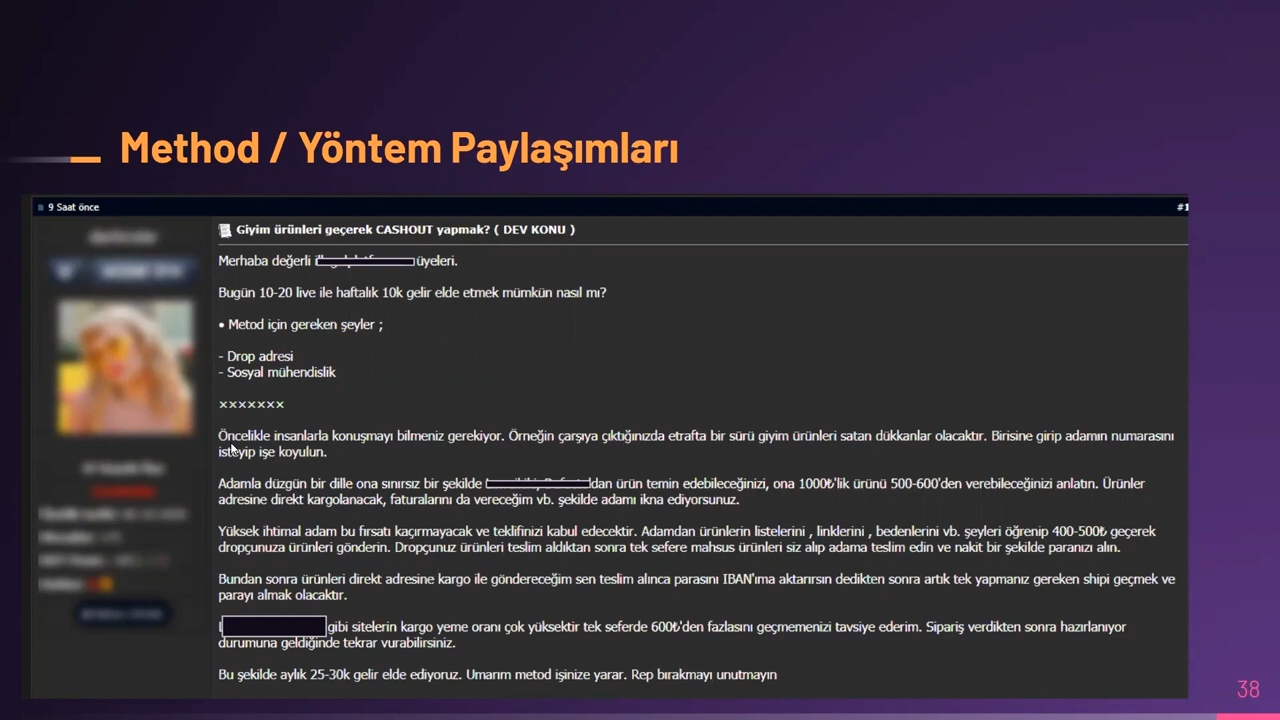 Method / Yöntem Paylaşımları
9 Saat önce
#1
Giyim ürünleri geçerek CASHOUT yapmak? ( DEV KONU )
Merhaba değerli üyeleri.
Bugün 10-20 live ile haftalık 10k gelir elde etmek mümkün nasıl mı?
• Metod için gereken şeyler ;
- Drop adresi
- Sosyal mühendislik
×××××××
Öncelikle insanlarla konuşmayı bilmeniz gerekiyor. Örneğin çarşıya çıktığınızda etrafta bir sürü giyim ürünleri satan dükkanlar olacaktır. Birisine girip adamın numarasını
isteyip işe koyulun.
Adamla düzgün bir dille ona sınırsız bir şekilde 'dan ürün temin edebileceğinizi, ona 1000₺'lik ürünü 500-600'den verebileceğinizi anlatın. Ürünler
adresine direkt kargolanacak, faturalarını da vereceğim vb. şekilde adamı ikna ediyorsunuz.
Yüksek ihtimal adam bu fırsatı kaçırmayacak ve teklifinizi kabul edecektir. Adamdan ürünlerin listelerini , linklerini , bedenlerini vb. şeyleri öğrenip 400-500₺ geçerek
dropçunuza ürünleri gönderin. Dropçunuz ürünleri teslim aldıktan sonra tek sefere mahsus ürünleri siz alıp adama teslim edin ve nakit bir şekilde paranızı alın.
Bundan sonra ürünleri direkt adresine kargo ile göndereceğim sen teslim alınca parasını IBAN'ıma aktarırsın dedikten sonra artık tek yapmanız gereken shipi geçmek ve
parayı almak olacaktır.
gibi sitelerin kargo yeme oranı çok yüksektir tek seferde 600₺'den fazlasını geçmemenizi tavsiye ederim. Sipariş verdikten sonra hazırlanıyor
durumuna geldiğinde tekrar vurabilirsiniz.
Bu şekilde aylık 25-30k gelir elde ediyoruz. Umarım metod işinize yarar. Rep bırakmayı unutmayın
38